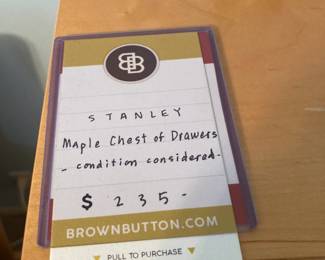 BB
STANLEY
Maple Chest of Drawers
- condition considered -
$ 235-
BROWNBUTTON.COM
▼ PULL TO PURCHASE ▼